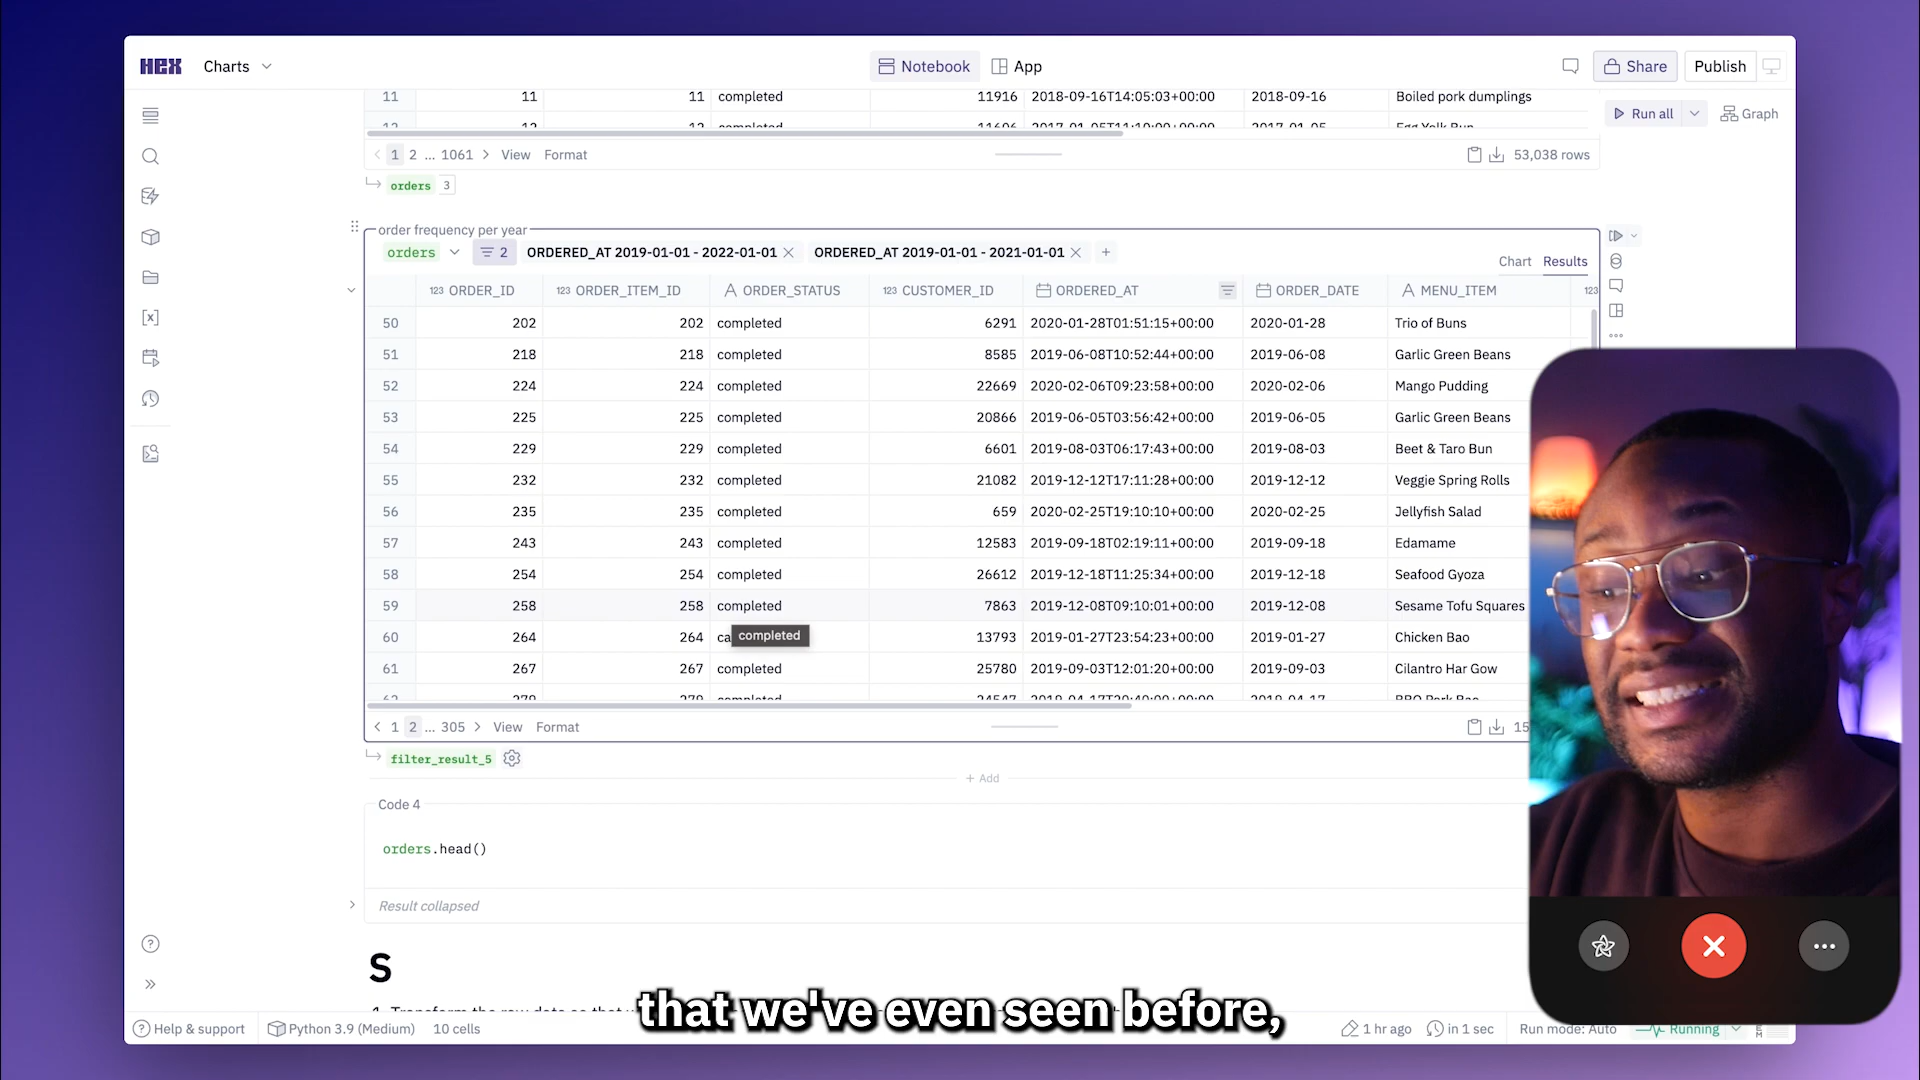 HEX Charts Notebook App Share Publish
11 11 11 completed 11916 2018-09-16T14:05:03+00:00 2018-09-16 Boiled pork dumplings
Run all Graph
1 2 ... 1061 View Format 53,038 rows
orders 3
order frequency per year
orders 2 ORDERED_AT 2019-01-01 - 2022-01-01 ORDERED_AT 2019-01-01 - 2021-01-01
Chart Results
123 ORDER_ID 123 ORDER_ITEM_ID A ORDER_STATUS 123 CUSTOMER_ID ORDERED_AT ORDER_DATE A MENU_ITEM 123
50 202 202 completed 6291 2020-01-28T01:51:15+00:00 2020-01-28 Trio of Buns
51 218 218 completed 8585 2019-06-08T10:52:44+00:00 2019-06-08 Garlic Green Beans
52 224 224 completed 22669 2020-02-06T09:23:58+00:00 2020-02-06 Mango Pudding
53 225 225 completed 20866 2019-06-05T03:56:42+00:00 2019-06-05 Garlic Green Beans
54 229 229 completed 6601 2019-08-03T06:17:43+00:00 2019-08-03 Beet & Taro Bun
55 232 232 completed 21082 2019-12-12T17:11:28+00:00 2019-12-12 Veggie Spring Rolls
56 235 235 completed 659 2020-02-25T19:10:10+00:00 2020-02-25 Jellyfish Salad
57 243 243 completed 12583 2019-09-18T02:19:11+00:00 2019-09-18 Edamame
58 254 254 completed 26612 2019-12-18T11:25:34+00:00 2019-12-18 Seafood Gyoza
59 258 258 completed 7863 2019-12-08T09:10:01+00:00 2019-12-08 Sesame Tofu Squares
60 264 264 ca completed 13793 2019-01-27T23:54:23+00:00 2019-01-27 Chicken Bao
61 267 267 completed 25780 2019-09-03T12:01:20+00:00 2019-09-03 Cilantro Har Gow
1 2 ... 305 View Format 15
filter_result_5
+ Add
Code 4
orders.head()
Result collapsed
S
that we've even seen before,
Help & support Python 3.9 (Medium) 10 cells 1 hr ago in 1 sec Run mode: Auto Running